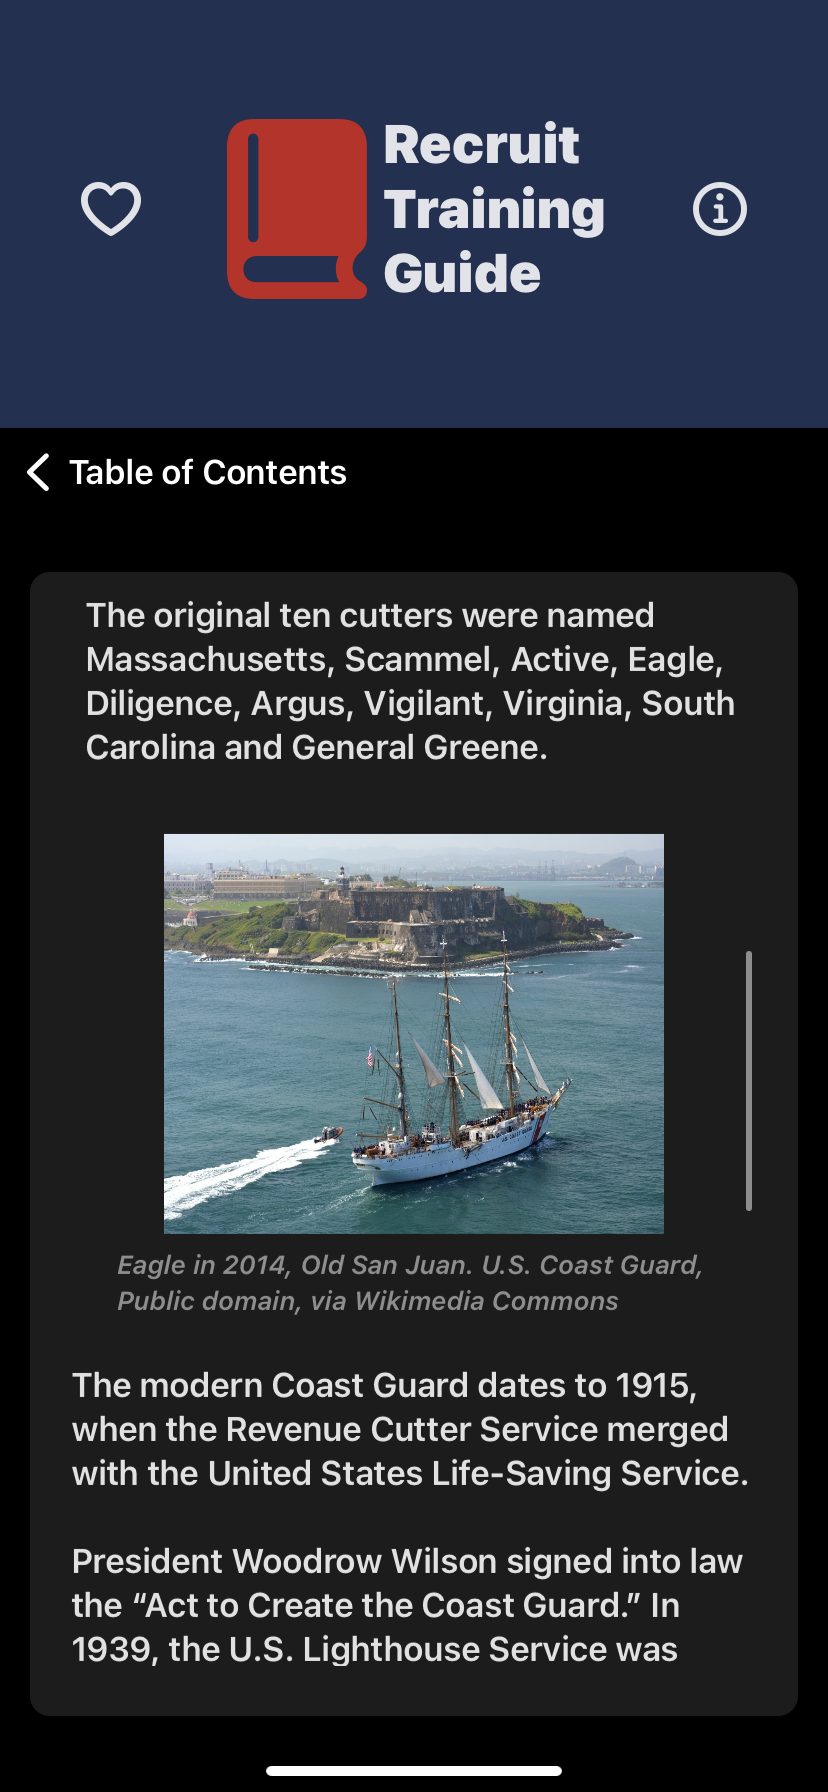 Recruit
Training
Guide
Table of Contents
The original ten cutters were named
Massachusetts, Scammel, Active, Eagle,
Diligence, Argus, Vigilant, Virginia, South
Carolina and General Greene.
US COAST GUARD
Eagle in 2014, Old San Juan. U.S. Coast Guard,
Public domain, via Wikimedia Commons
The modern Coast Guard dates to 1915,
when the Revenue Cutter Service merged
with the United States Life-Saving Service.
President Woodrow Wilson signed into law
the “Act to Create the Coast Guard.” In
1939, the U.S. Lighthouse Service was